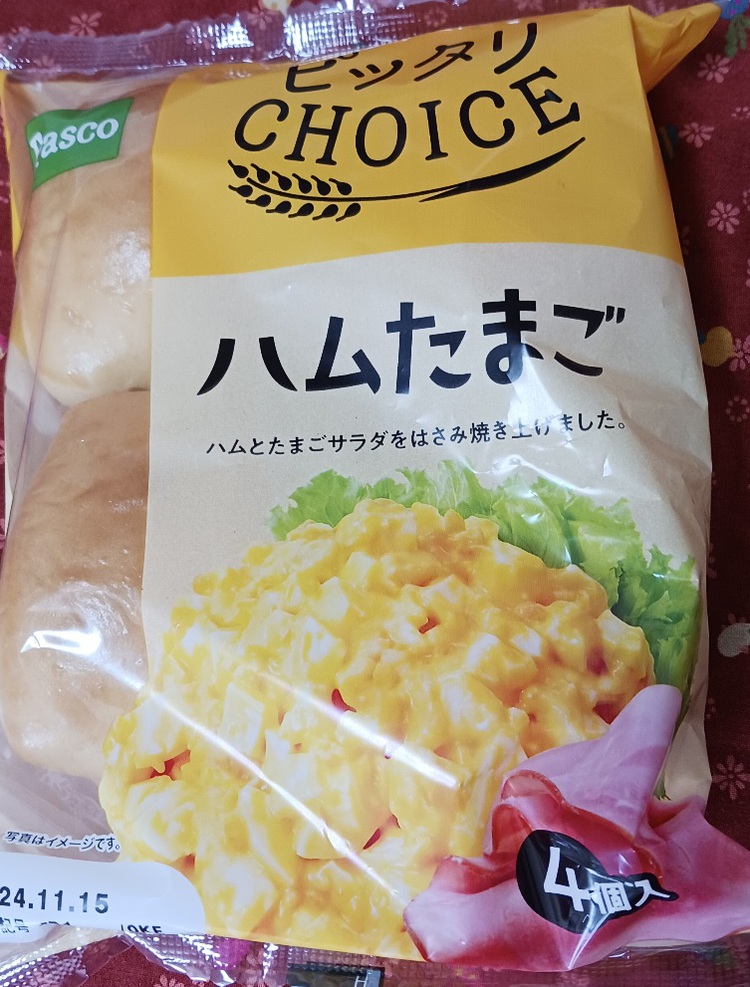 ピッタリ
CHOICE
Pasco
ハムたまご
ハムとたまごサラダをはさみ焼き上げました。
写真はイメージです。
4個入
24.11.15
記号